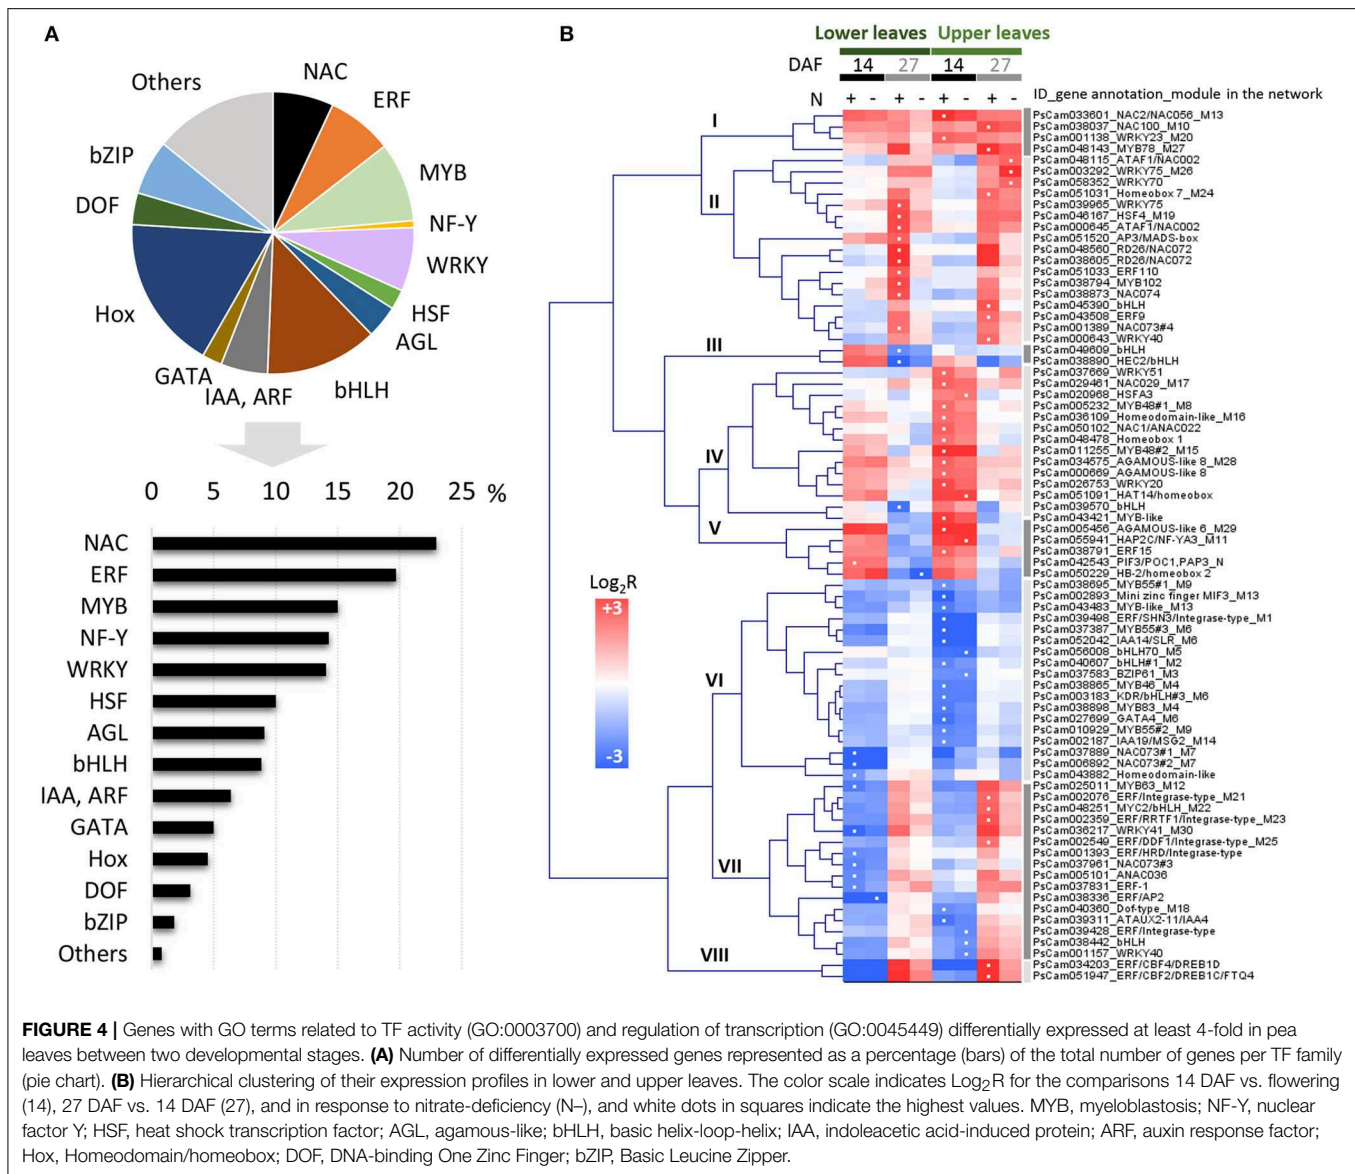 A
NAC
ERF
MYB
NF-Y
WRKY
HSF
AGL
bHLH
IAA, ARF
GATA
Hox
DOF
bZIP
Others
0 5 10 15 20 25 %
NAC
ERF
MYB
NF-Y
WRKY
HSF
AGL
bHLH
IAA, ARF
GATA
Hox
DOF
bZIP
Others
B
Lower leaves Upper leaves
DAF 14 27 14 27
N + - + - + - + - ID_gene annotation_module in the network
I
II
III
IV
V
VI
VII
VIII
Log2R
+3
-3
PsCam033601_NAC2/NAC056_M13
PsCam038037_NAC100_M10
PsCam001138_WRKY23_M20
PsCam048143_MYB78_M27
PsCam048115_ATAF1/NAC002
PsCam003292_WRKY75_M26
PsCam058352_WRKY70
PsCam051031_Homeobox 7_M24
PsCam039965_WRKY75
PsCam046167_HSF4_M19
PsCam000645_ATAF1/NAC002
PsCam051520_AP3/MADS-box
PsCam048560_RD26/NAC072
PsCam038605_RD26/NAC072
PsCam051033_ERF110
PsCam038794_MYB102
PsCam038873_NAC074
PsCam045390_bHLH
PsCam043508_ERF9
PsCam001389_NAC073#4
PsCam000643_WRKY40
PsCam049609_bHLH
PsCam038890_HEC2/bHLH
PsCam037669_WRKY51
PsCam029461_NAC029_M17
PsCam020968_HSFA3
PsCam005232_MYB48#1_M8
PsCam036109_Homeodomain-like_M16
PsCam050102_NAC1/ANAC022
PsCam048478_Homeobox 1
PsCam011255_MYB48#2_M15
PsCam034575_AGAMOUS-like 8_M28
PsCam000669_AGAMOUS-like 8
PsCam026753_WRKY20
PsCam051091_HAT14/homeobox
PsCam039570_bHLH
PsCam043421_MYB-like
PsCam005456_AGAMOUS-like 6_M29
PsCam055941_HAP2C/NF-YA3_M11
PsCam038791_ERF15
PsCam042543_PIF3/POC1,PAP3_N
PsCam050229_HB-2/homeobox 2
PsCam038695_MYB55#1_M9
PsCam002893_Mini zinc finger MIF3_M13
PsCam043483_MYB-like_M13
PsCam039498_ERF/SHN3/Integrase-type_M1
PsCam037387_MYB55#3_M6
PsCam052042_IAA14/SLR_M6
PsCam056008_bHLH70_M5
PsCam040607_bHLH#1_M2
PsCam037583_BZIP61_M3
PsCam038865_MYB46_M4
PsCam003183_KDR/bHLH#3_M6
PsCam038898_MYB83_M4
PsCam027699_GATA4_M6
PsCam010929_MYB55#2_M9
PsCam002187_IAA19/MSG2_M14
PsCam037889_NAC073#1_M7
PsCam006892_NAC073#2_M7
PsCam043882_Homeodomain-like
PsCam025011_MYB63_M12
PsCam002076_ERF/Integrase-type_M21
PsCam048251_MYC2/bHLH_M22
PsCam002359_ERF/RRTF1/Integrase-type_M23
PsCam036217_WRKY41_M30
PsCam002549_ERF/DDF1/Integrase-type_M25
PsCam001393_ERF/HRD/Integrase-type
PsCam037961_NAC073#3
PsCam005101_ANAC036
PsCam037831_ERF-1
PsCam038336_ERF/AP2
PsCam040360_Dof-type_M18
PsCam039311_ATAUX2-11/IAA4
PsCam039428_ERF/Integrase-type
PsCam038442_bHLH
PsCam001157_WRKY40
PsCam034203_ERF/CBF4/DREB1D
PsCam051947_ERF/CBF2/DREB1C/FTQ4
FIGURE 4 | Genes with GO terms related to TF activity (GO:0003700) and regulation of transcription (GO:0045449) differentially expressed at least 4-fold in pea
leaves between two developmental stages. (A) Number of differentially expressed genes represented as a percentage (bars) of the total number of genes per TF family
(pie chart). (B) Hierarchical clustering of their expression profiles in lower and upper leaves. The color scale indicates Log2R for the comparisons 14 DAF vs. flowering
(14), 27 DAF vs. 14 DAF (27), and in response to nitrate-deficiency (N–), and white dots in squares indicate the highest values. MYB, myeloblastosis; NF-Y, nuclear
factor Y; HSF, heat shock transcription factor; AGL, agamous-like; bHLH, basic helix-loop-helix; IAA, indoleacetic acid-induced protein; ARF, auxin response factor;
Hox, Homeodomain/homeobox; DOF, DNA-binding One Zinc Finger; bZIP, Basic Leucine Zipper.